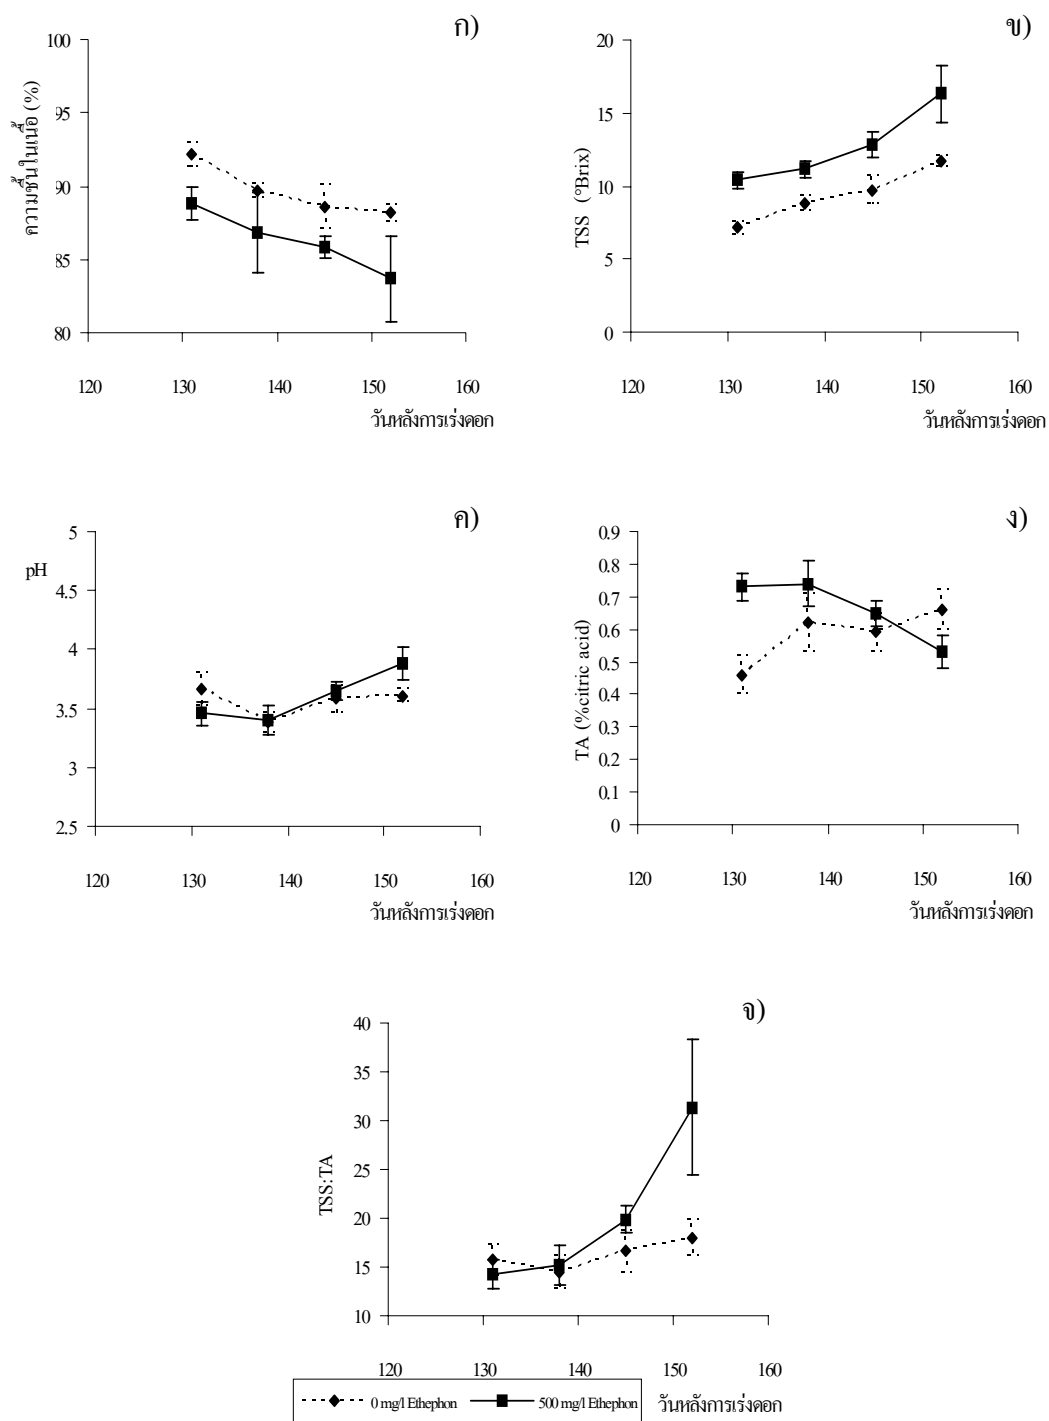 ก)
100
95
90
85
80
ความชื้นในเนื้อ (%)
120 130 140 150 160
วันหลังการเร่งดอก
ข)
20
15
10
5
0
TSS (°Brix)
120 130 140 150 160
วันหลังการเร่งดอก
ค)
5
4.5
4
3.5
3
2.5
pH
120 130 140 150 160
วันหลังการเร่งดอก
ง)
0.9
0.8
0.7
0.6
0.5
0.4
0.3
0.2
0.1
0
TA (%citric acid)
120 130 140 150 160
วันหลังการเร่งดอก
จ)
40
35
30
25
20
15
10
TSS:TA
120 130 140 150 160
วันหลังการเร่งดอก
0 mg/l Ethephon 500 mg/l Ethephon